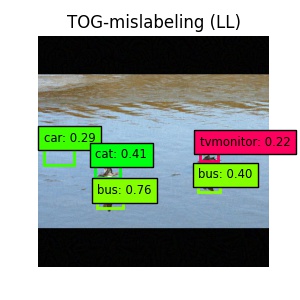 TOG-mislabeling (LL)
car: 0.29
tvmonitor: 0.22
cat: 0.41
bus: 0.40
bus: 0.76